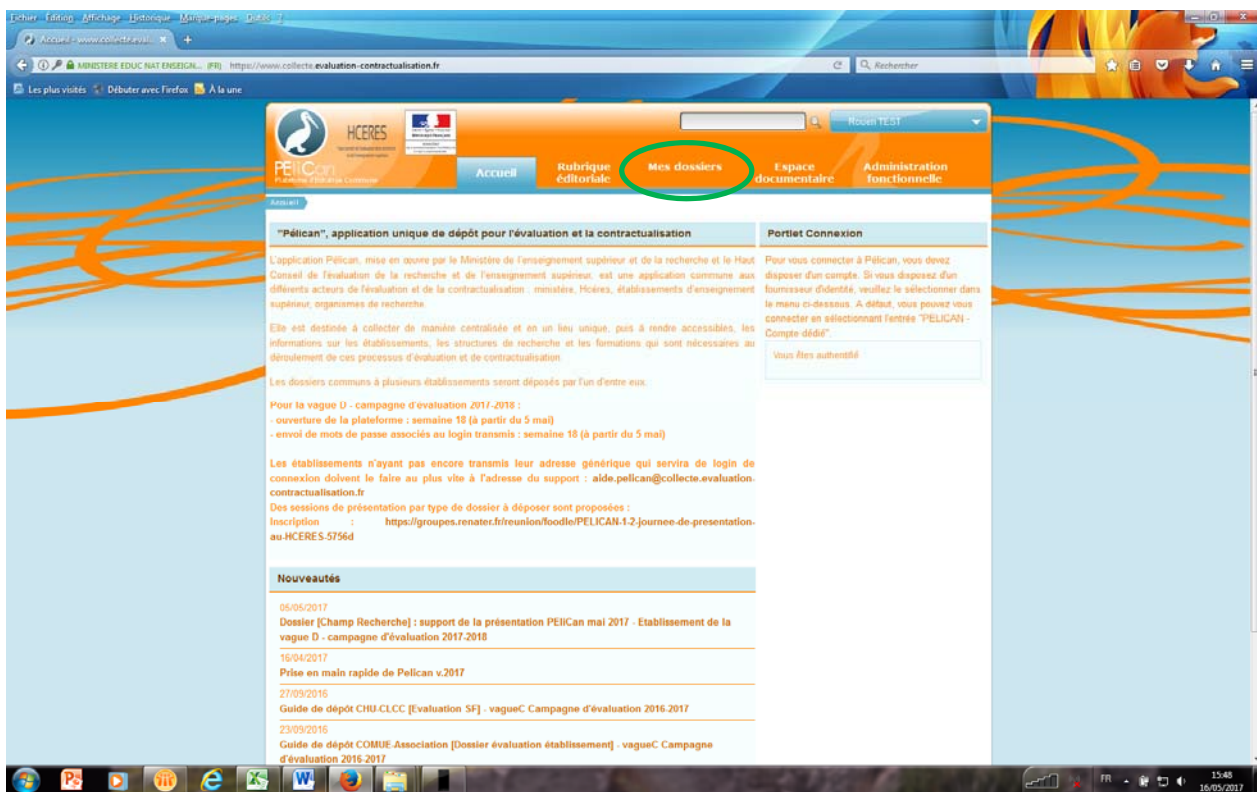 Fichier Édition Affichage Historique Marque-pages Outils ?
Accueil - www.collecte.eval... × +
MINISTERE EDUC NAT ENSEIGN... (FR) https://www.collecte.evaluation-contractualisation.fr
Rechercher
Les plus visités Débuter avec Firefox À la une
HCERES
PEliCan
TEST
Accueil
Rubrique éditoriale
Mes dossiers
Espace documentaire
Administration fonctionnelle
Accueil
"Pélican", application unique de dépôt pour l'évaluation et la contractualisation
L'application Pélican, mise en œuvre par le Ministère de l'enseignement supérieur et de la recherche et le Haut
Conseil de l'évaluation de la recherche et de l'enseignement supérieur, est une application commune aux
différents acteurs de l'évaluation et de la contractualisation : ministère, Hcéres, établissements d'enseignement
supérieur, organismes de recherche.
Elle est destinée à collecter de manière centralisée et en un lieu unique, puis à rendre accessibles, les
informations sur les établissements, les structures de recherche et les formations qui sont nécessaires au
déroulement de ces processus d'évaluation et de contractualisation
Les dossiers communs à plusieurs établissements seront déposés par l'un d'entre eux.
Pour la vague D - campagne d'évaluation 2017-2018 :
- ouverture de la plateforme : semaine 18 (à partir du 5 mai)
- envoi de mots de passe associés au login transmis : semaine 18 (à partir du 5 mai)
Les établissements n'ayant pas encore transmis leur adresse générique qui servira de login de
connexion doivent le faire au plus vite à l'adresse du support : aide.pelican@collecte.evaluation-
contractualisation.fr
Des sessions de présentation par type de dossier à déposer sont proposées :
Inscription : https://groupes.renater.fr/reunion/foodle/PELICAN-1-2-journee-de-presentation-
au-HCERES-5756d
Portlet Connexion
Pour vous connecter à Pélican, vous devez
disposer d'un compte. Si vous disposez d'un
fournisseur d'identité, veuillez le sélectionner dans
le menu ci-dessous. A défaut, vous pouvez vous
connecter en sélectionnant l'entrée "PELICAN -
Compte dédié".
Vous êtes authentifié
Nouveautés
05/05/2017
Dossier [Champ Recherche] : support de la présentation PEliCan mai 2017 - Etablissement de la
vague D - campagne d'évaluation 2017-2018
16/04/2017
Prise en main rapide de Pelican v.2017
27/09/2016
Guide de dépôt CHU-CLCC [Evaluation SF] - vagueC Campagne d'évaluation 2016-2017
23/09/2016
Guide de dépôt COMUE-Association [Dossier évaluation établissement] - vagueC Campagne
d'évaluation 2016-2017
FR
15:48
16/05/2017